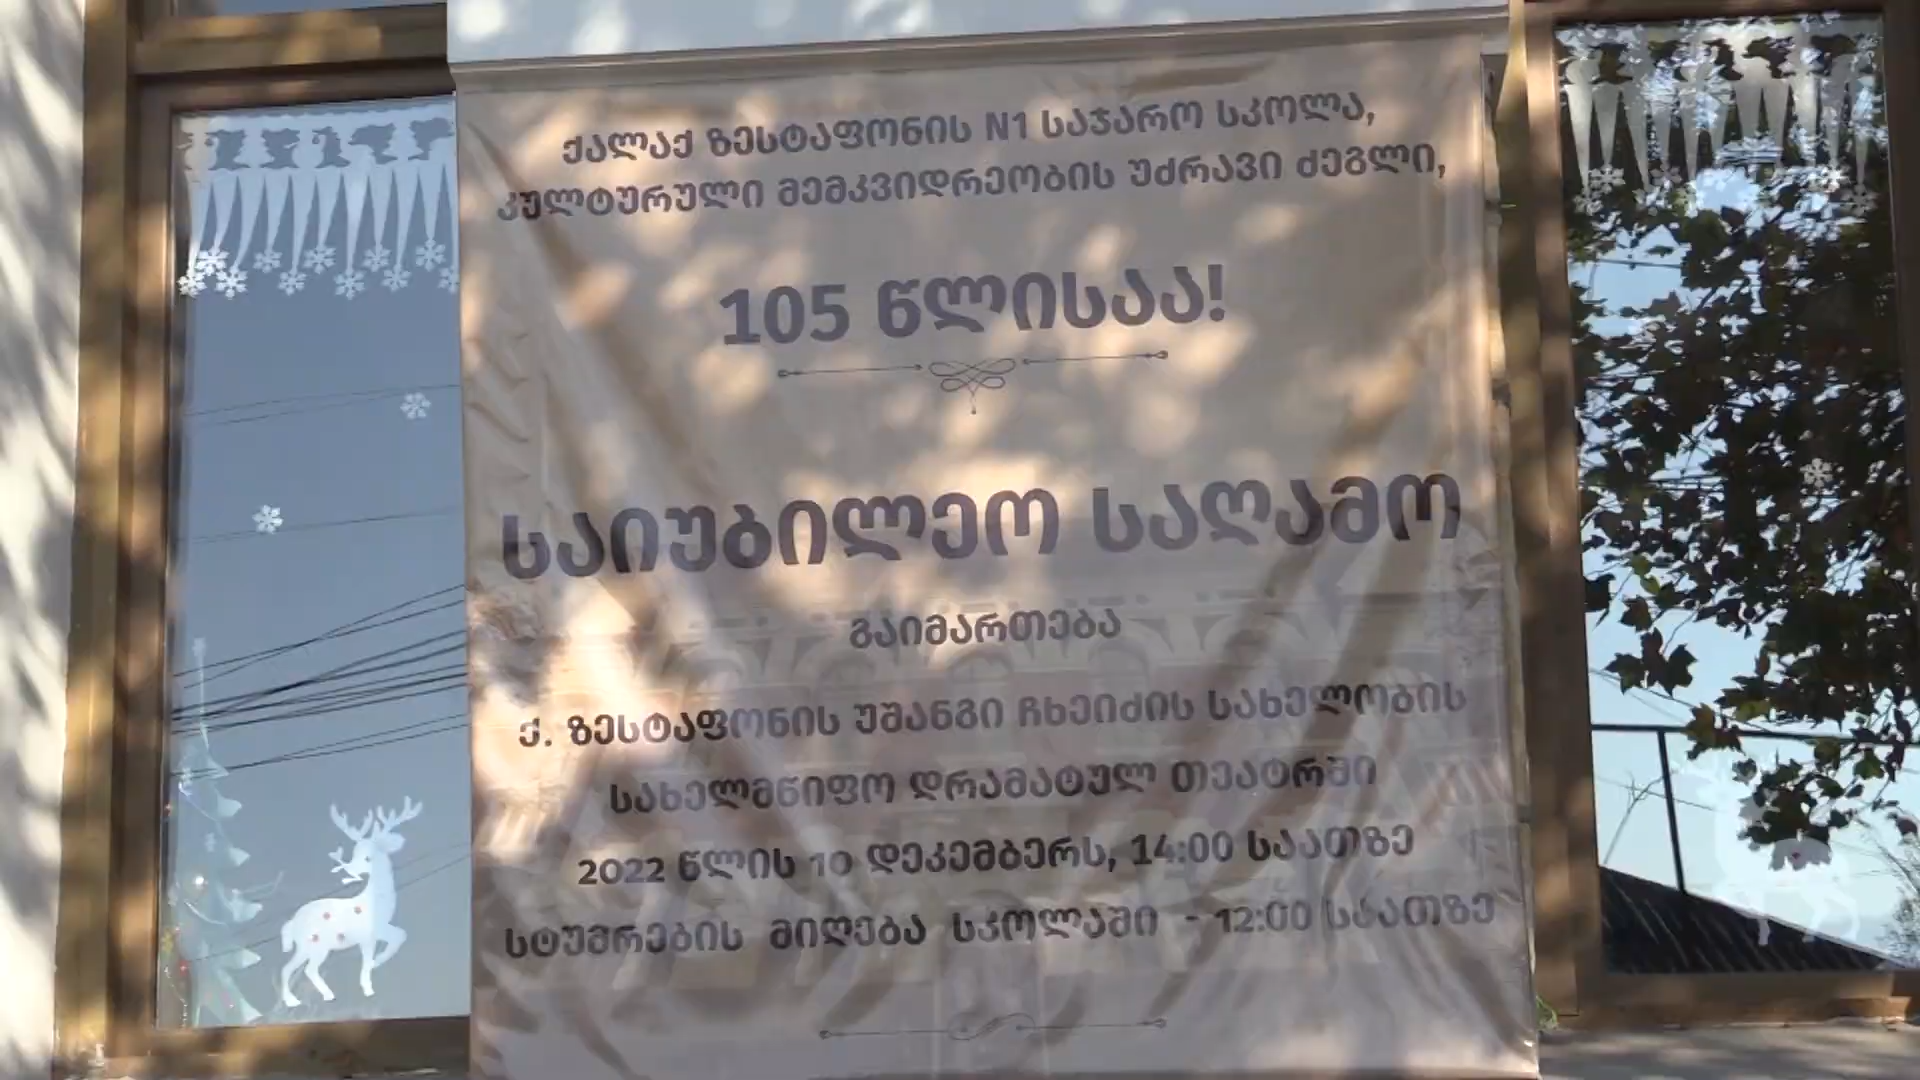 ქალაქ ზესტაფონის N1 საჯარო სკოლა,
კულტურული მემკვიდრეობის უძრავი ძეგლი,
105 წლისაა!
საიუბილეო საღამო
გაიმართება
ქ. ზესტაფონის უშანგი ჩხეიძის სახელობის
სახელმწიფო დრამატულ თეატრში
2022 წლის 10 დეკემბერს, 14:00 საათზე
სტუმრების მიღება სკოლაში - 12:00 საათზე